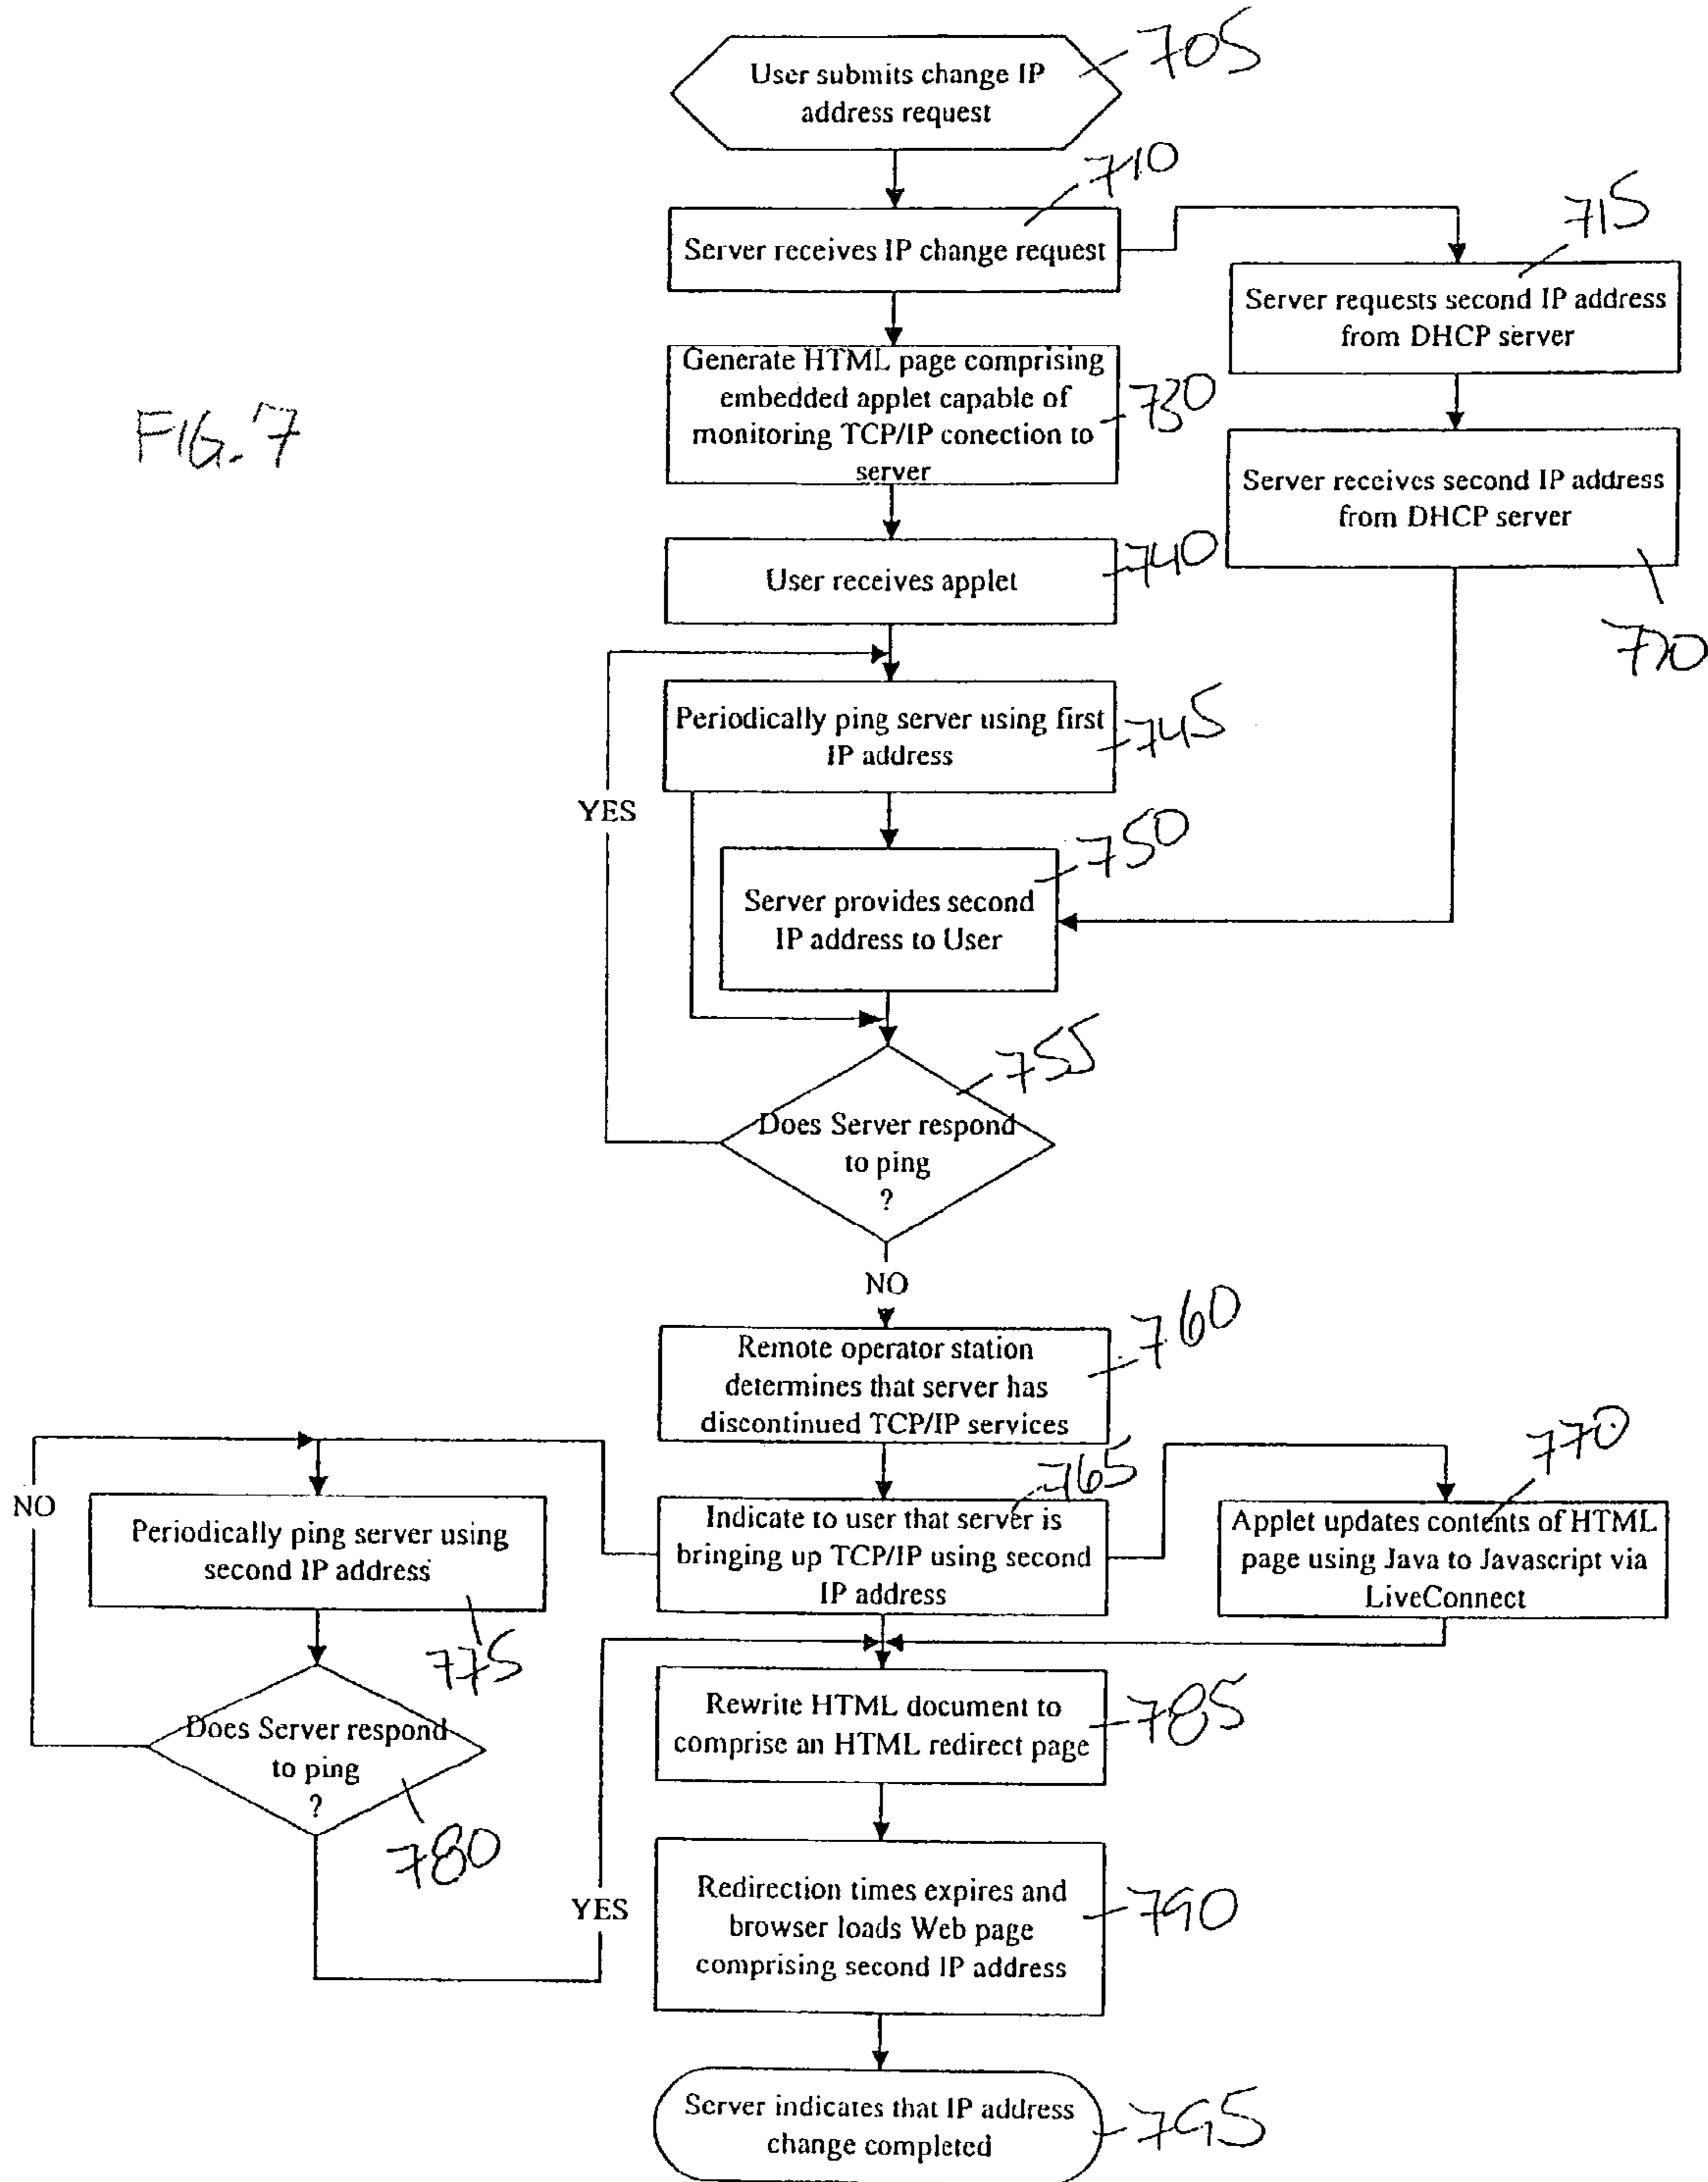 User submits change IP
address request
705
710
Server receives IP change request
715
Server requests second IP address
from DHCP server
Generate HTML page comprising
embedded applet capable of
monitoring TCP/IP conection to
server
730
FIG. 7
Server receives second IP address
from DHCP server
720
User receives applet
740
Periodically ping server using first
IP address
745
YES
750
Server provides second
IP address to User
755
Does Server respond
to ping
?
NO
760
Remote operator station
determines that server has
discontinued TCP/IP services
765
770
NO
Periodically ping server using
second IP address
775
Indicate to user that server is
bringing up TCP/IP using second
IP address
Applet updates contents of HTML
page using Java to Javascript via
LiveConnect
Does Server respond
to ping
?
780
Rewrite HTML document to
comprise an HTML redirect page
785
YES
Redirection times expires and
browser loads Web page
comprising second IP address
790
Server indicates that IP address
change completed
795